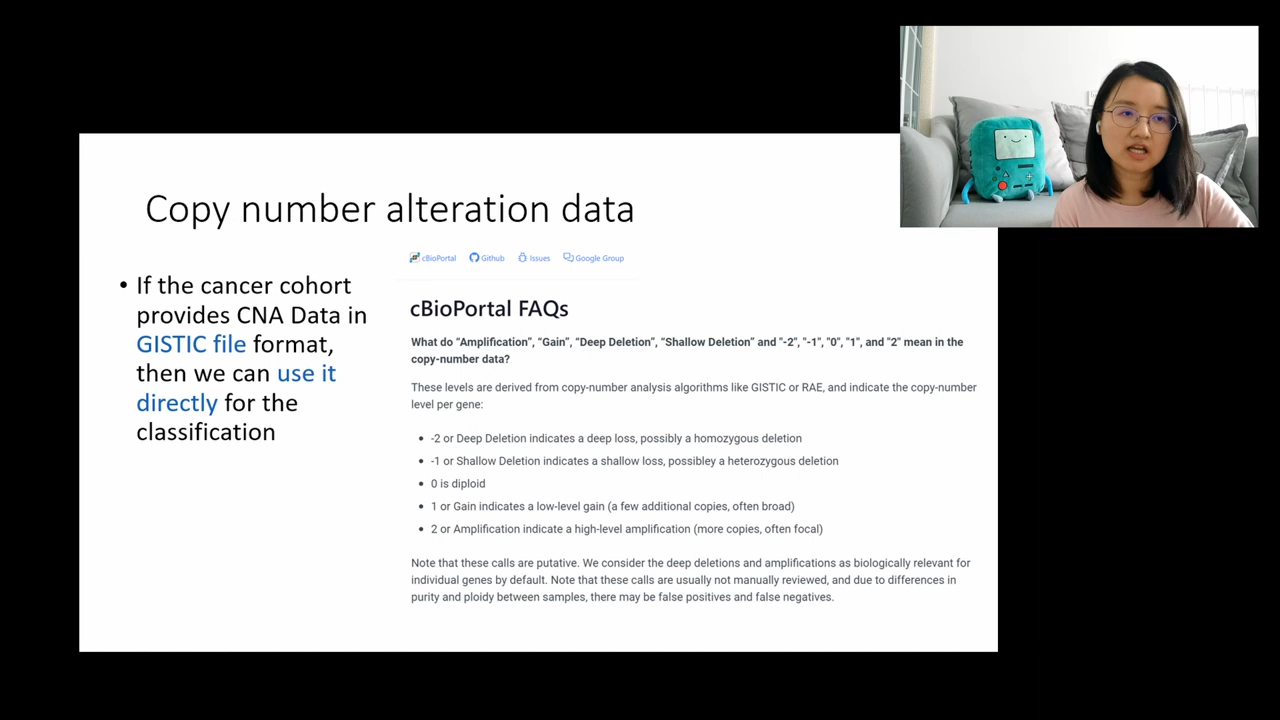 Copy number alteration data
• If the cancer cohort
provides CNA Data in
GISTIC file format,
then we can use it
directly for the
classification
cBioPortal Github Issues Google Group
cBioPortal FAQs
What do “Amplification”, “Gain”, “Deep Deletion”, “Shallow Deletion” and "-2", "-1", "0", "1", and "2" mean in the
copy-number data?
These levels are derived from copy-number analysis algorithms like GISTIC or RAE, and indicate the copy-number
level per gene:
• -2 or Deep Deletion indicates a deep loss, possibly a homozygous deletion
• -1 or Shallow Deletion indicates a shallow loss, possibley a heterozygous deletion
• 0 is diploid
• 1 or Gain indicates a low-level gain (a few additional copies, often broad)
• 2 or Amplification indicate a high-level amplification (more copies, often focal)
Note that these calls are putative. We consider the deep deletions and amplifications as biologically relevant for
individual genes by default. Note that these calls are usually not manually reviewed, and due to differences in
purity and ploidy between samples, there may be false positives and false negatives.